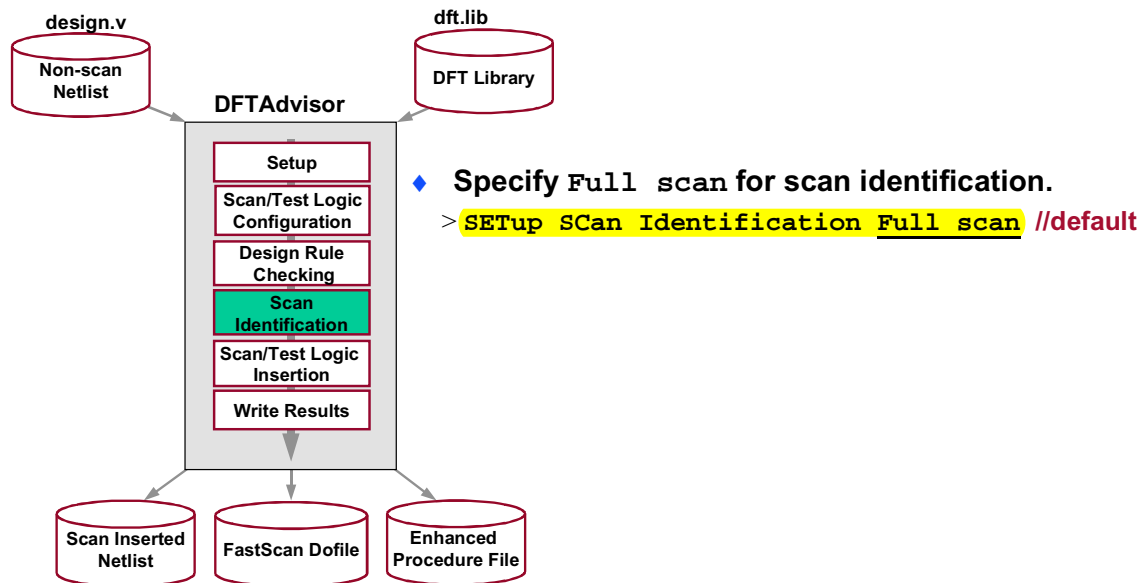 design.v
dft.lib
Non-scan
Netlist
DFT Library
DFTAdvisor
Setup
Scan/Test Logic
Configuration
Design Rule
Checking
Scan
Identification
Scan/Test Logic
Insertion
Write Results
♦ Specify Full scan for scan identification.
> SETup SCan Identification Full scan //default
Scan Inserted
Netlist
FastScan Dofile
Enhanced
Procedure File